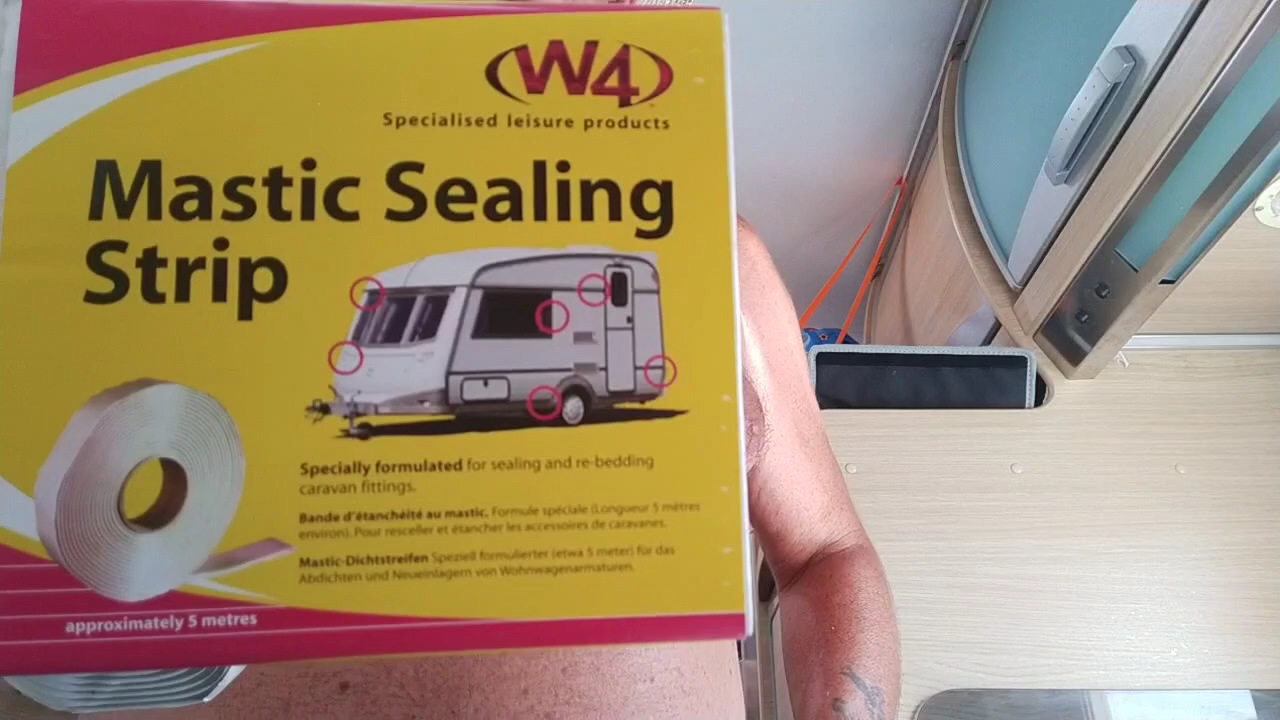 W4
Specialised leisure products
Mastic Sealing
Strip
Specially formulated for sealing and re-bedding
caravan fittings.
Bande d'étanchéité au mastic. Formule spéciale (Longueur 5 mètres
environ). Pour resceller et étancher les accessoires de caravanes.
Mastic-Dichtstreifen Speziell formulierter (etwa 5 meter) für das
Abdichten und Neueinlagern von Wohnwagenarmaturen.
approximately 5 metres